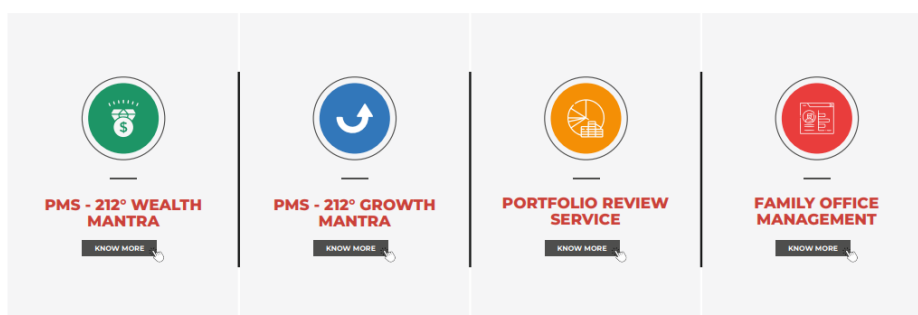 PMS - 212° WEALTH
MANTRA
KNOW MORE
PMS - 212° GROWTH
MANTRA
KNOW MORE
PORTFOLIO REVIEW
SERVICE
KNOW MORE
FAMILY OFFICE
MANAGEMENT
KNOW MORE